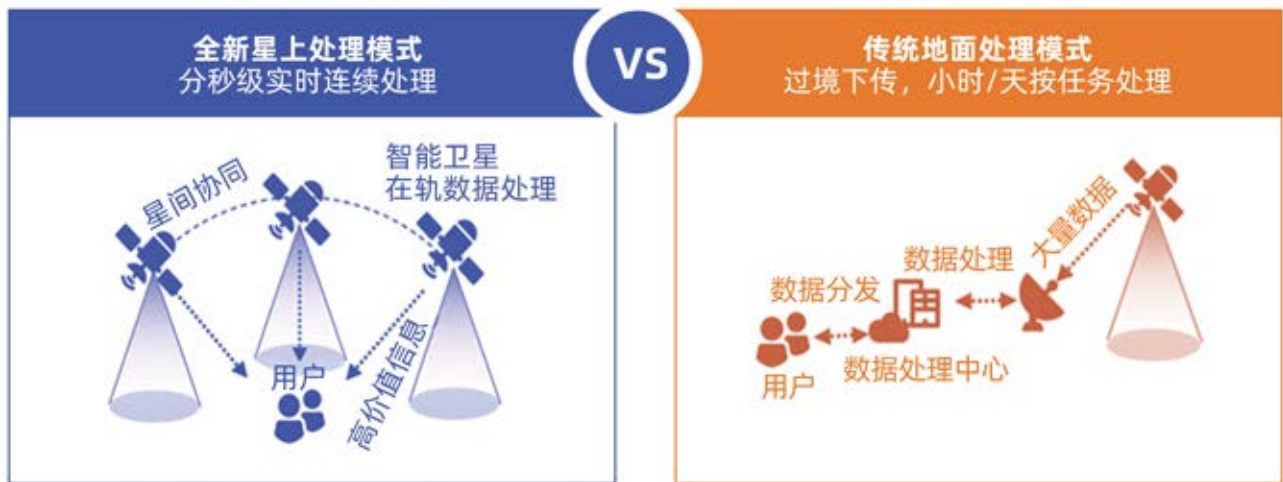 全新星上处理模式
分秒级实时连续处理
VS
传统地面处理模式
过境下传，小时/天按任务处理
星间协同
智能卫星
在轨数据处理
用户
高价值信息
大量数据
数据处理
数据分发
数据处理中心
用户